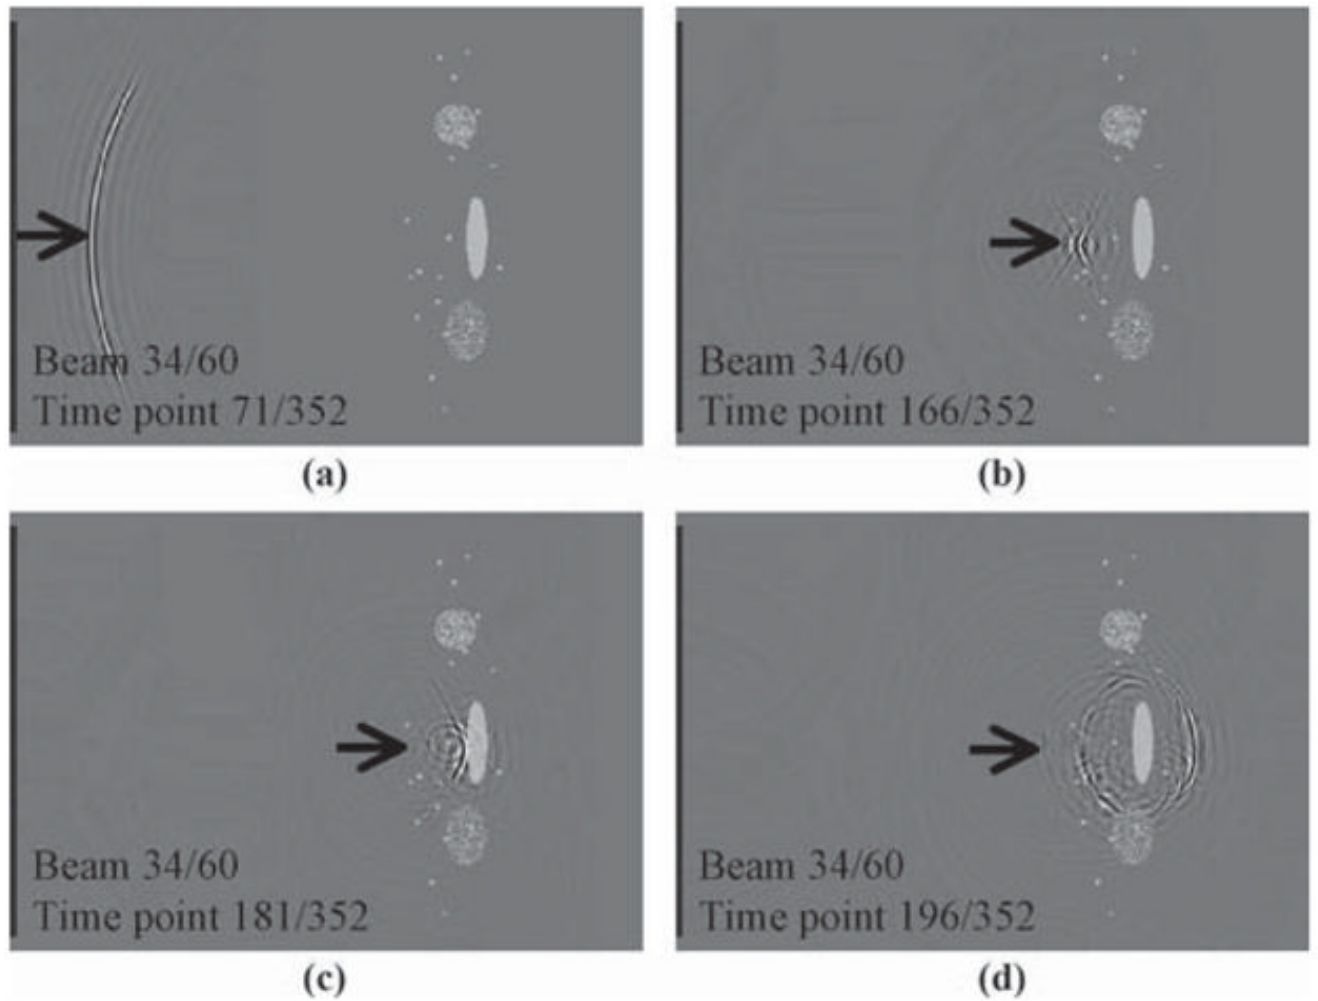 Beam 34/60
Time point 71/352
(a)
Beam 34/60
Time point 166/352
(b)
Beam 34/60
Time point 181/352
(c)
Beam 34/60
Time point 196/352
(d)